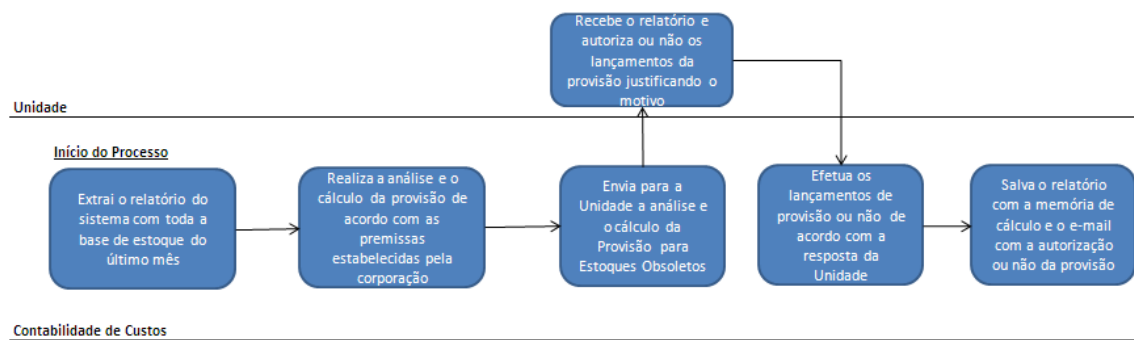 Recebe o relatório e
autoriza ou não os
lançamentos da
provisão justificando o
motivo
Unidade
Início do Processo
Extrai o relatório do
sistema com toda a
base de estoque do
último mês
Realiza a análise e o
cálculo da provisão de
acordo com as
premissas
estabelecidas pela
corporação
Envia para a
Unidade a análise e
o cálculo da
Provisão para
Estoques Obsoletos
Efetua os
lançamentos de
provisão ou não de
acordo com a
resposta da
Unidade
Salva o relatório
com a memória de
cálculo e o e-mail
com a autorização
ou não da provisão
Contabilidade de Custos